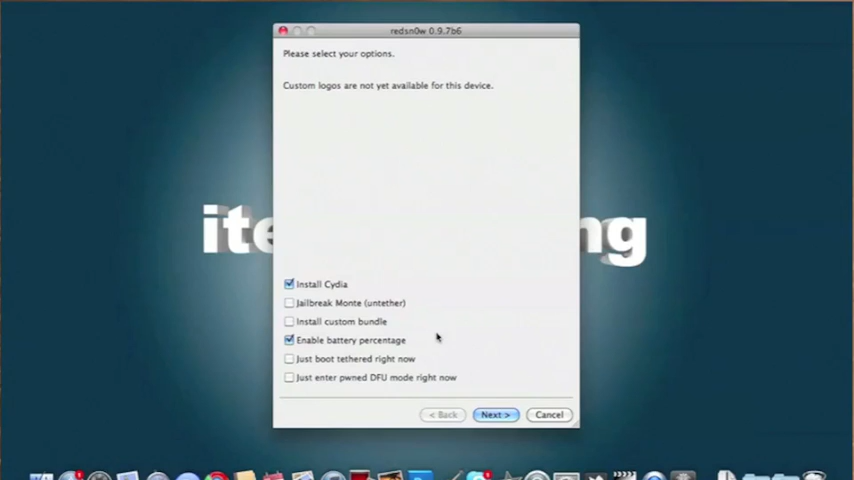 redsn0w 0.9.7b6
Please select your options.
Custom logos are not yet available for this device.
ite ng
Install Cydia
Jailbreak Monte (untether)
Install custom bundle
Enable battery percentage
Just boot tethered right now
Just enter pwned DFU mode right now
< Back Next > Cancel